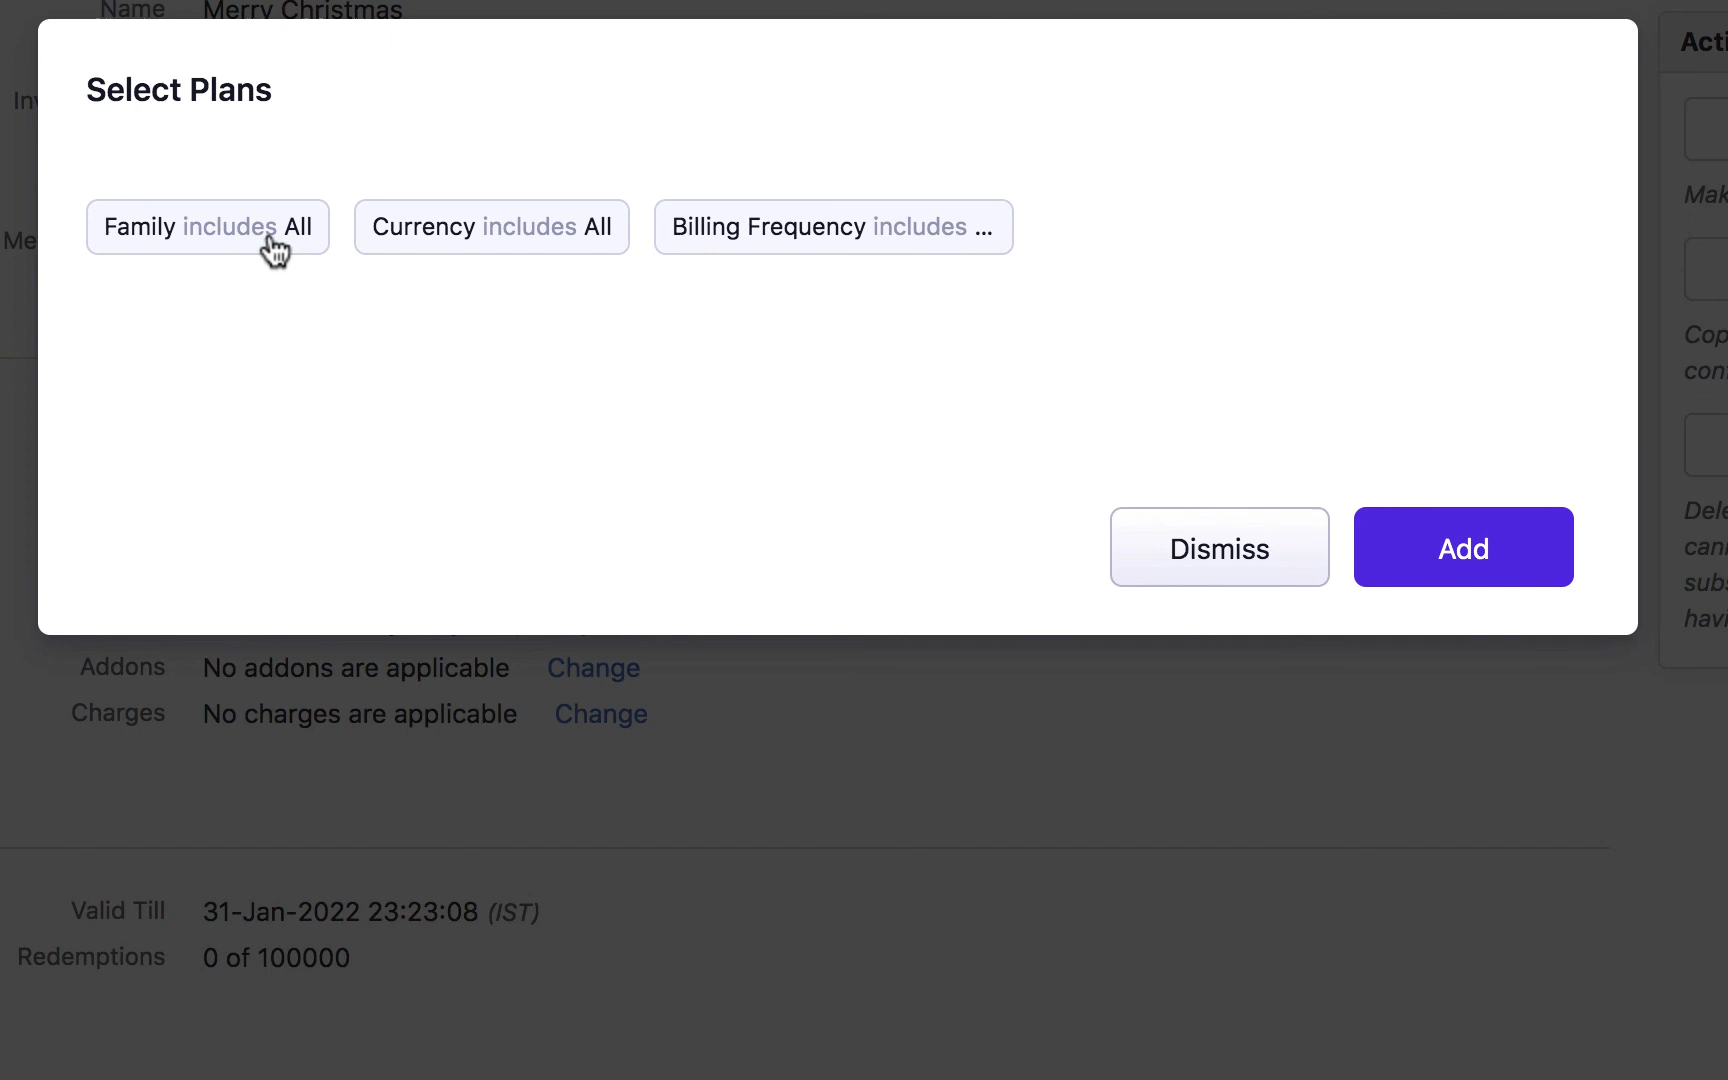 Name Merry Christmas
Select Plans
Family includes All
Currency includes All
Billing Frequency includes ...
Dismiss
Add
Addons No addons are applicable Change
Charges No charges are applicable Change
Valid Till 31-Jan-2022 23:23:08 (IST)
Redemptions 0 of 100000